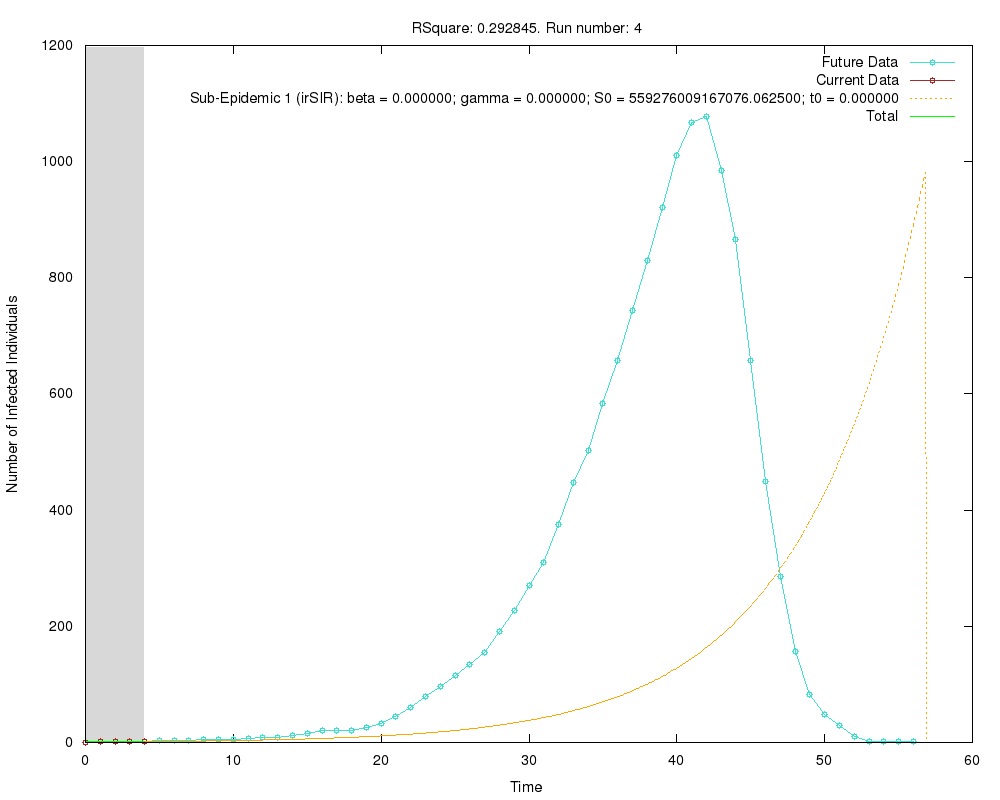 RSquare: 0.292845. Run number: 4
1200
1000
800
600
400
200
0
Number of Infected Individuals
Future Data
Current Data
Sub-Epidemic 1 (irSIR): beta = 0.000000; gamma = 0.000000; S0 = 559276009167076.062500; t0 = 0.000000
Total
0 10 20 30 40 50 60
Time